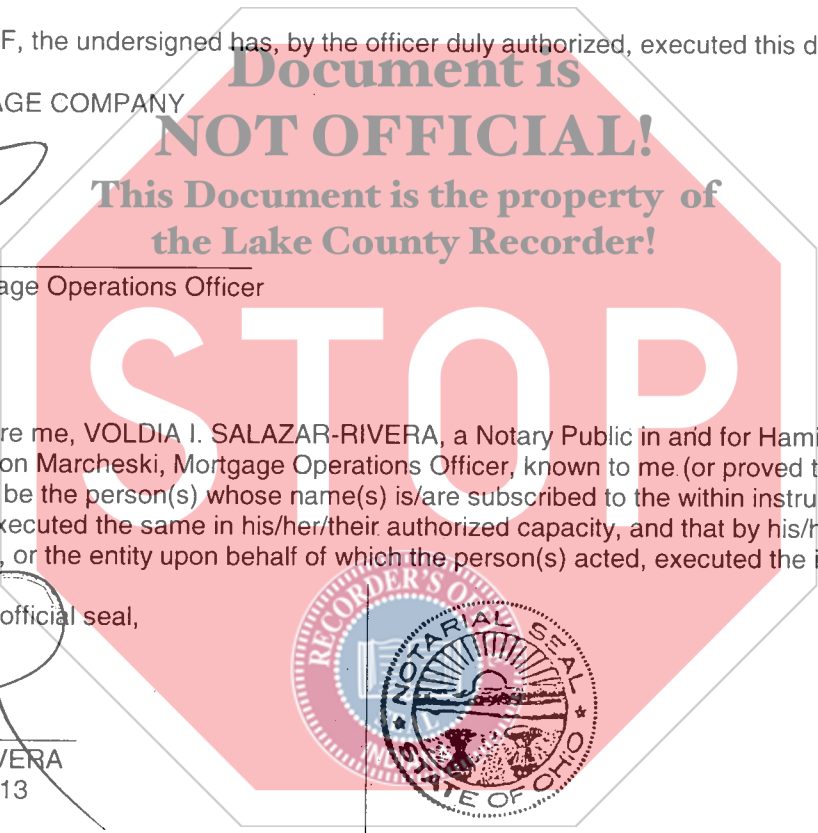 F, the undersigned has, by the officer duly authorized, executed this d
Document is
AGE COMPANY
NOT OFFICIAL!
This Document is the property of
the Lake County Recorder!
age Operations Officer
STOP
re me, VOLDIA I. SALAZAR-RIVERA, a Notary Public in and for Hami
on Marcheski, Mortgage Operations Officer, known to me (or proved t
be the person(s) whose name(s) is/are subscribed to the within instru
xecuted the same in his/her/their authorized capacity, and that by his/h
, or the entity upon behalf of which the person(s) acted, executed the i
RECORDER'S O
official seal,
NOTARIAL SEAL
STATE OF OHIO
VERA
13